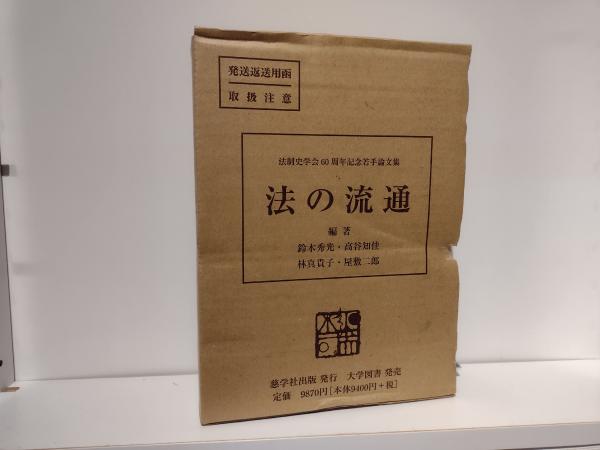 発送返送用函
取扱注意
法制史学会60周年記念若手論文集
法の流通
編著
鈴木秀光・高谷知佳
林真貴子・屋敷二郎
慈学社出版 発行 大学図書 発売
定価 9870円[本体9400円+税]